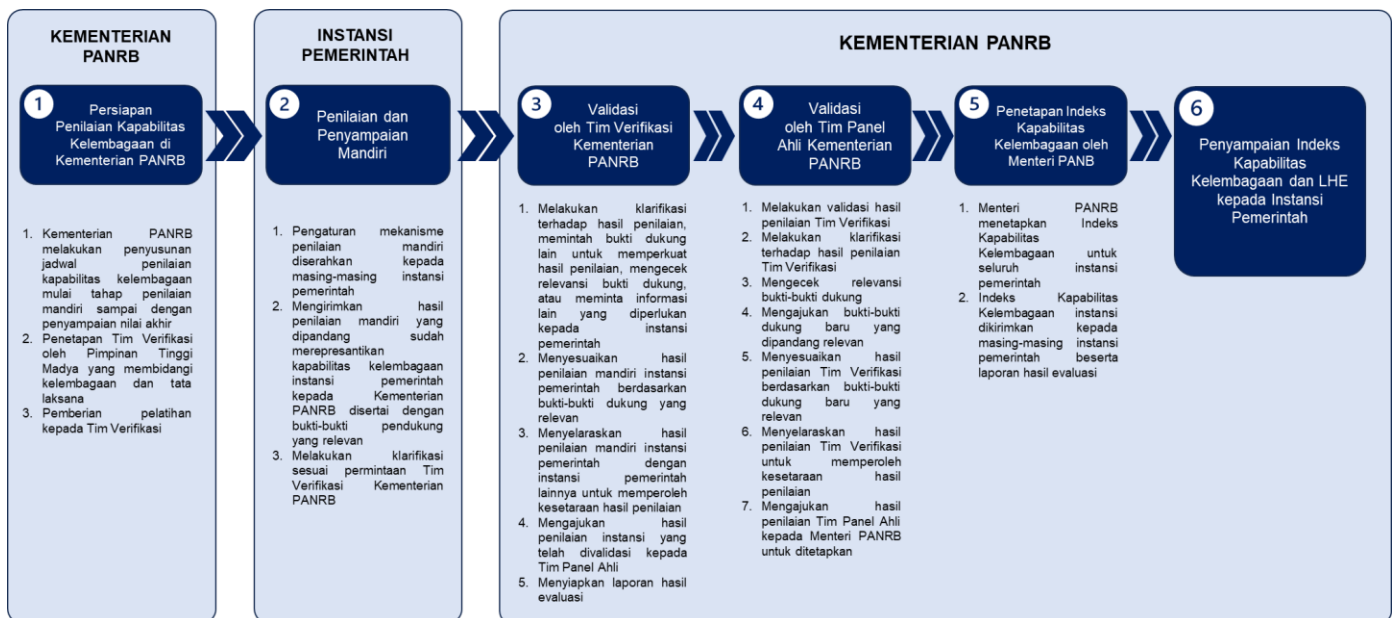 KEMENTERIAN
PANRB
1
Persiapan
Penilaian Kapabilitas
Kelembagaan di
Kementerian PANRB
1. Kementerian PANRB
melakukan penyusunan
jadwal penilaian
kapabilitas kelembagaan
mulai tahap penilaian
mandiri sampai dengan
penyampaian nilai akhir
2. Penetapan Tim Verifikasi
oleh Pimpinan Tinggi
Madya yang membidangi
kelembagaan dan tata
laksana
3. Pemberian pelatihan
kepada Tim Verifikasi
INSTANSI
PEMERINTAH
2
Penilaian dan
Penyampaian
Mandiri
1. Pengaturan mekanisme
penilaian mandiri
diserahkan kepada
masing-masing instansi
pemerintah
2. Mengirimkan hasil
penilaian mandiri yang
dipandang sudah
merepresantikan
kapabilitas kelembagaan
instansi pemerintah
kepada Kementerian
PANRB disertai dengan
bukti-bukti pendukung
yang relevan
3. Melakukan klarifikasi
sesuai permintaan Tim
Verifikasi Kementerian
PANRB
KEMENTERIAN PANRB
3
Validasi
oleh Tim Verifikasi
Kementerian
PANRB
1. Melakukan klarifikasi
terhadap hasil penilaian,
memintah bukti dukung
lain untuk memperkuat
hasil penilaian, mengecek
relevansi bukti dukung,
atau meminta informasi
lain yang diperlukan
kepada instansi
pemerintah
2. Menyesuaikan hasil
penilaian mandiri instansi
pemerintah berdasarkan
bukti-bukti dukung yang
relevan
3. Menyelaraskan hasil
penilaian mandiri instansi
pemerintah dengan
instansi pemerintah
lainnya untuk memperoleh
kesetaraan hasil penilaian
4. Mengajukan hasil
penilaian instansi yang
telah divalidasi kepada
Tim Panel Ahli
5. Menyiapkan laporan hasil
evaluasi
4
Validasi
oleh Tim Panel
Ahli Kementerian
PANRB
1. Melakukan validasi hasil
penilaian Tim Verifikasi
2. Melakukan klarifikasi
terhadap hasil penilaian
Tim Verifikasi
3. Mengecek relevansi
bukti-bukti dukung
4. Mengajukan bukti-bukti
dukung baru yang
dipandang relevan
5. Menyesuaikan hasil
penilaian Tim Verifikasi
berdasarkan bukti-bukti
dukung baru yang
relevan
6. Menyelaraskan hasil
penilaian Tim Verifikasi
untuk memperoleh
kesetaraan hasil
penilaian
7. Mengajukan hasil
penilaian Tim Panel Ahli
kepada Menteri PANRB
untuk ditetapkan
5
Penetapan Indeks
Kapabilitas
Kelembagaan oleh
Menteri PANB
1. Menteri PANRB
menetapkan Indeks
Kapabilitas
Kelembagaan untuk
seluruh instansi
pemerintah
2. Indeks Kapabilitas
Kelembagaan instansi
dikirimkan kepada
masing-masing instansi
pemerintah beserta
laporan hasil evaluasi
6
Penyampaian Indeks
Kapabilitas
Kelembagaan dan LHE
kepada Instansi
Pemerintah